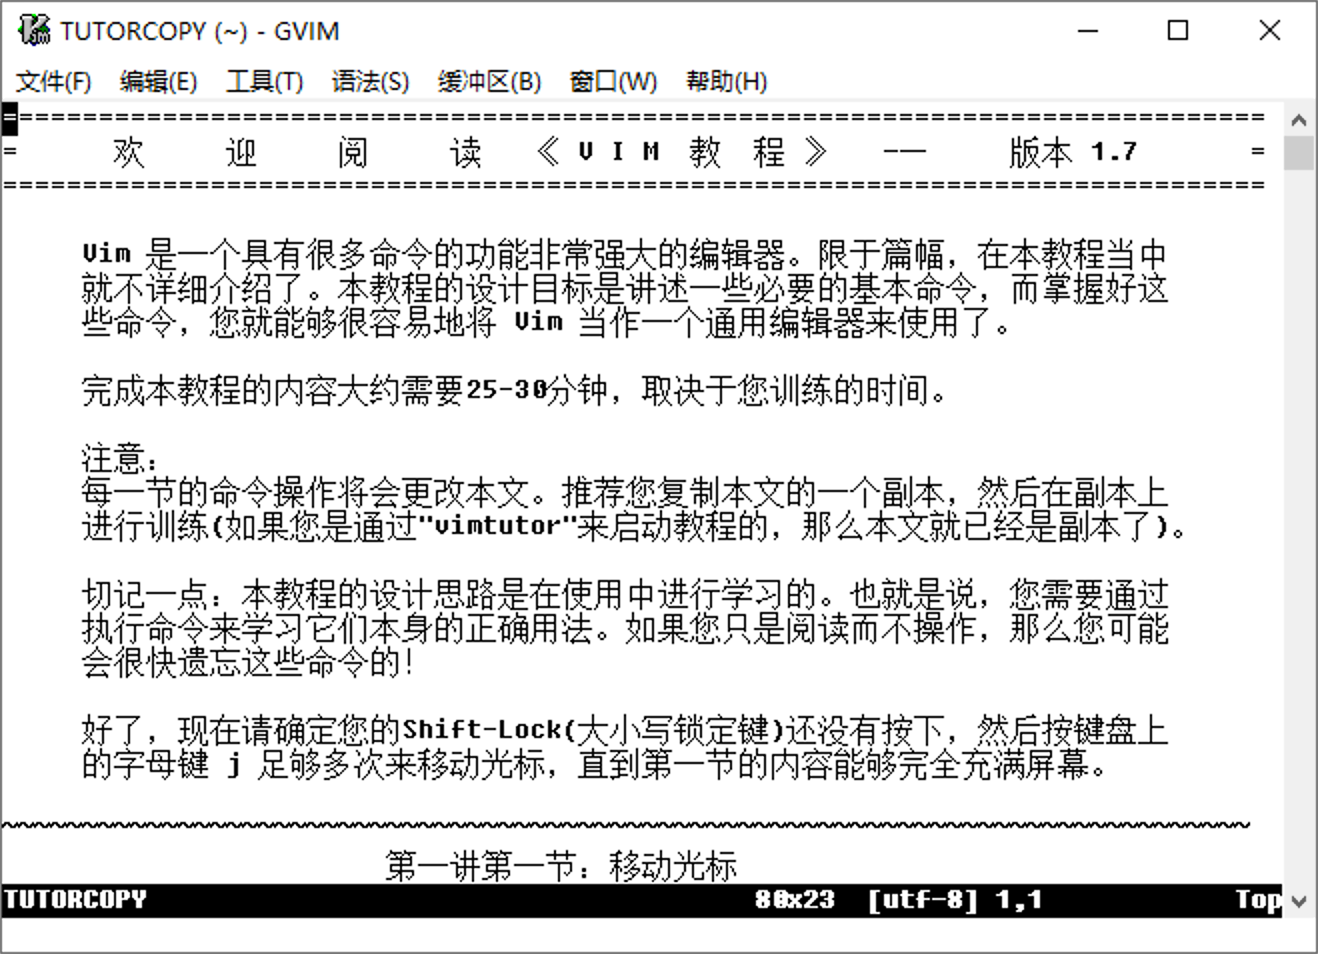 TUTORCOPY (~) - GVIM
文件(F) 编辑(E) 工具(T) 语法(S) 缓冲区(B) 窗口(W) 帮助(H)
===============================================================================
= 欢 迎 阅 读 《 V I M 教 程 》 —— 版本 1.7 =
===============================================================================
Vim 是一个具有很多命令的功能非常强大的编辑器。限于篇幅，在本教程当中
就不详细介绍了。本教程的设计目标是讲述一些必要的基本命令，而掌握好这
些命令，您就能够很容易地将 Vim 当作一个通用编辑器来使用了。
完成本教程的内容大约需要25-30分钟，取决于您训练的时间。
注意：
每一节的命令操作将会更改本文。推荐您复制本文的一个副本，然后在副本上
进行训练(如果您是通过"vimtutor"来启动教程的，那么本文就已经是副本了)。
切记一点：本教程的设计思路是在使用中进行学习的。也就是说，您需要通过
执行命令来学习它们本身的正确用法。如果您只是阅读而不操作，那么您可能
会很快遗忘这些命令的！
好了，现在请确定您的Shift-Lock(大小写锁定键)还没有按下，然后按键盘上
的字母键 j 足够多次来移动光标，直到第一节的内容能够完全充满屏幕。
~~~~~~~~~~~~~~~~~~~~~~~~~~~~~~~~~~~~~~~~~~~~~~~~~~~~~~~~~~~~~~~~~~~~~~~~~~~~~~
第一讲第一节：移动光标
TUTORCOPY 80x23 [utf-8] 1,1 Top